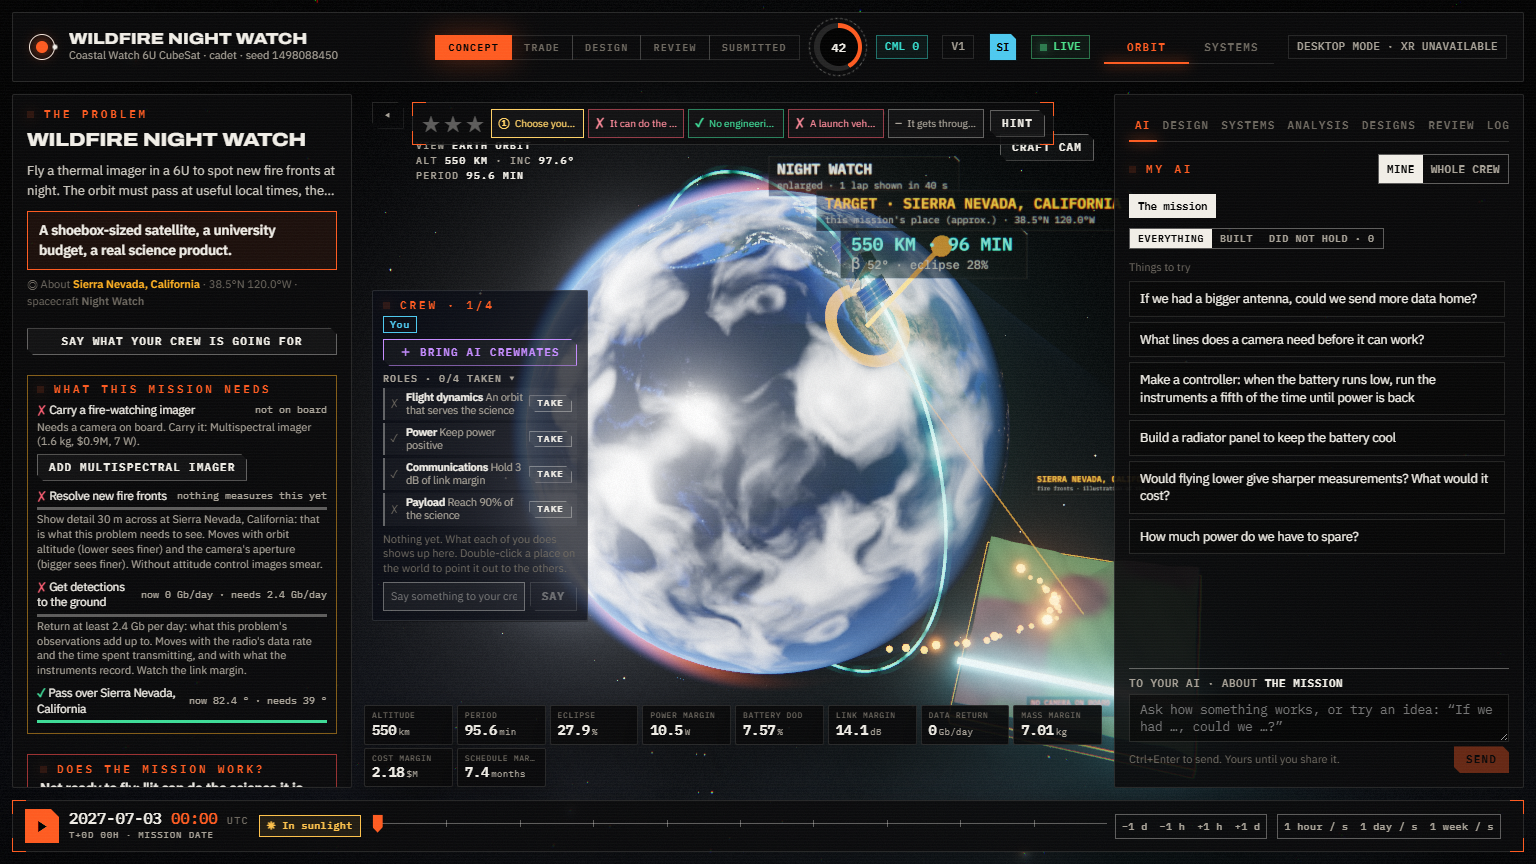 WILDFIRE NIGHT WATCH
Coastal Watch 6U CubeSat · cadet · seed 1498088450
CONCEPT TRADE DESIGN REVIEW SUBMITTED
42
CML 0
V1
SI
LIVE
ORBIT
SYSTEMS
DESKTOP MODE · XR UNAVAILABLE
THE PROBLEM
WILDFIRE NIGHT WATCH
Fly a thermal imager in a 6U to spot new fire fronts at
night. The orbit must pass at useful local times, the...
A shoebox-sized satellite, a university
budget, a real science product.
About Sierra Nevada, California · 38.5°N 120.0°W ·
spacecraft Night Watch
SAY WHAT YOUR CREW IS GOING FOR
WHAT THIS MISSION NEEDS
✗ Carry a fire-watching imager not on board
Needs a camera on board. Carry it: Multispectral imager
(1.6 kg, $0.9M, 7 W).
ADD MULTISPECTRAL IMAGER
✗ Resolve new fire fronts nothing measures this yet
Show detail 30 m across at Sierra Nevada, California: that
is what this problem needs to see. Moves with orbit
altitude (lower sees finer) and the camera's aperture
(bigger sees finer). Without attitude control images smear.
✗ Get detections
to the ground
now 0 Gb/day · needs 2.4 Gb/day
Return at least 2.4 Gb per day: what this problem's
observations add up to. Moves with the radio's data rate
and the time spent transmitting, and with what the
instruments record. Watch the link margin.
✓ Pass over Sierra Nevada,
California
now 82.4 ° · needs 39 °
DOES THE MISSION WORK?
★★★
① Choose you...
✗ It can do the ...
✓ No engineeri...
✗ A launch veh...
– It gets throug...
HINT
VIEW EARTH ORBIT
ALT 550 KM · INC 97.6°
PERIOD 95.6 MIN
CRAFT CAM
NIGHT WATCH
enlarged · 1 lap shown in 40 s
TARGET · SIERRA NEVADA, CALIFORNIA
this mission's place (approx.) · 38.5°N 120.0°W
550 KM · 96 MIN
β 52° · eclipse 28%
CREW · 1/4
You
+ BRING AI CREWMATES
ROLES · 0/4 TAKEN ▾
✗ Flight dynamics An orbit
that serves the science
TAKE
✓ Power Keep power
positive
TAKE
✓ Communications Hold 3
dB of link margin
TAKE
✗ Payload Reach 90% of
the science
TAKE
Nothing yet. What each of you does
shows up here. Double-click a place on
the world to point it out to the others.
Say something to your cre
SAY
SIERRA NEVADA,
ALTITUDE
550 km
PERIOD
95.6 min
ECLIPSE
27.9 %
POWER MARGIN
10.5 W
BATTERY DOD
7.57 %
LINK MARGIN
14.1 dB
DATA RETURN
0 Gb/day
MASS MARGIN
7.01 kg
COST MARGIN
2.18 $M
SCHEDULE MAR...
7.4 months
AI DESIGN SYSTEMS ANALYSIS DESIGNS REVIEW LOG
MY AI
MINE WHOLE CREW
The mission
EVERYTHING BUILT DID NOT HOLD · 0
Things to try
If we had a bigger antenna, could we send more data home?
What lines does a camera need before it can work?
Make a controller: when the battery runs low, run the
instruments a fifth of the time until power is back
Build a radiator panel to keep the battery cool
Would flying lower give sharper measurements? What would it
cost?
How much power do we have to spare?
TO YOUR AI · ABOUT THE MISSION
Ask how something works, or try an idea: “If we
had …, could we …?”
Ctrl+Enter to send. Yours until you share it.
SEND
2027-07-03 00:00 UTC
T+0D 00H · MISSION DATE
In sunlight
−1 d −1 h +1 h +1 d
1 hour / s 1 day / s 1 week / s